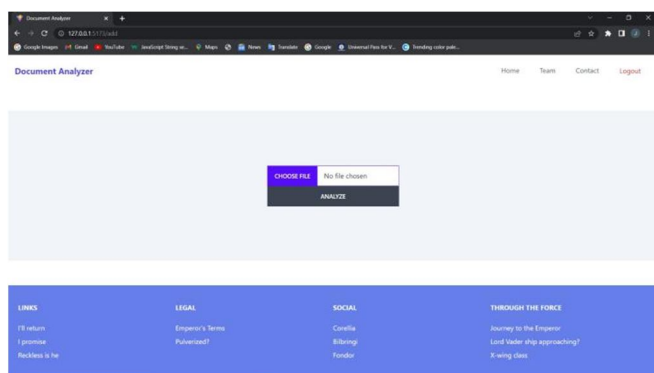 Document Analyzer
127.0.0.1:5173/add
Google Images Gmail YouTube JavaScript String se... Maps News Translate Google Universal Pass for V... Trending color pale...
Document Analyzer Home Team Contact Logout
CHOOSE FILE No file chosen
ANALYZE
LINKS LEGAL SOCIAL THROUGH THE FORCE
I'll return Emperor's Terms Corellia Journey to the Emperor
I promise Pulverized? Bilbringi Lord Vader ship approaching?
Reckless is he Fondor X-wing class